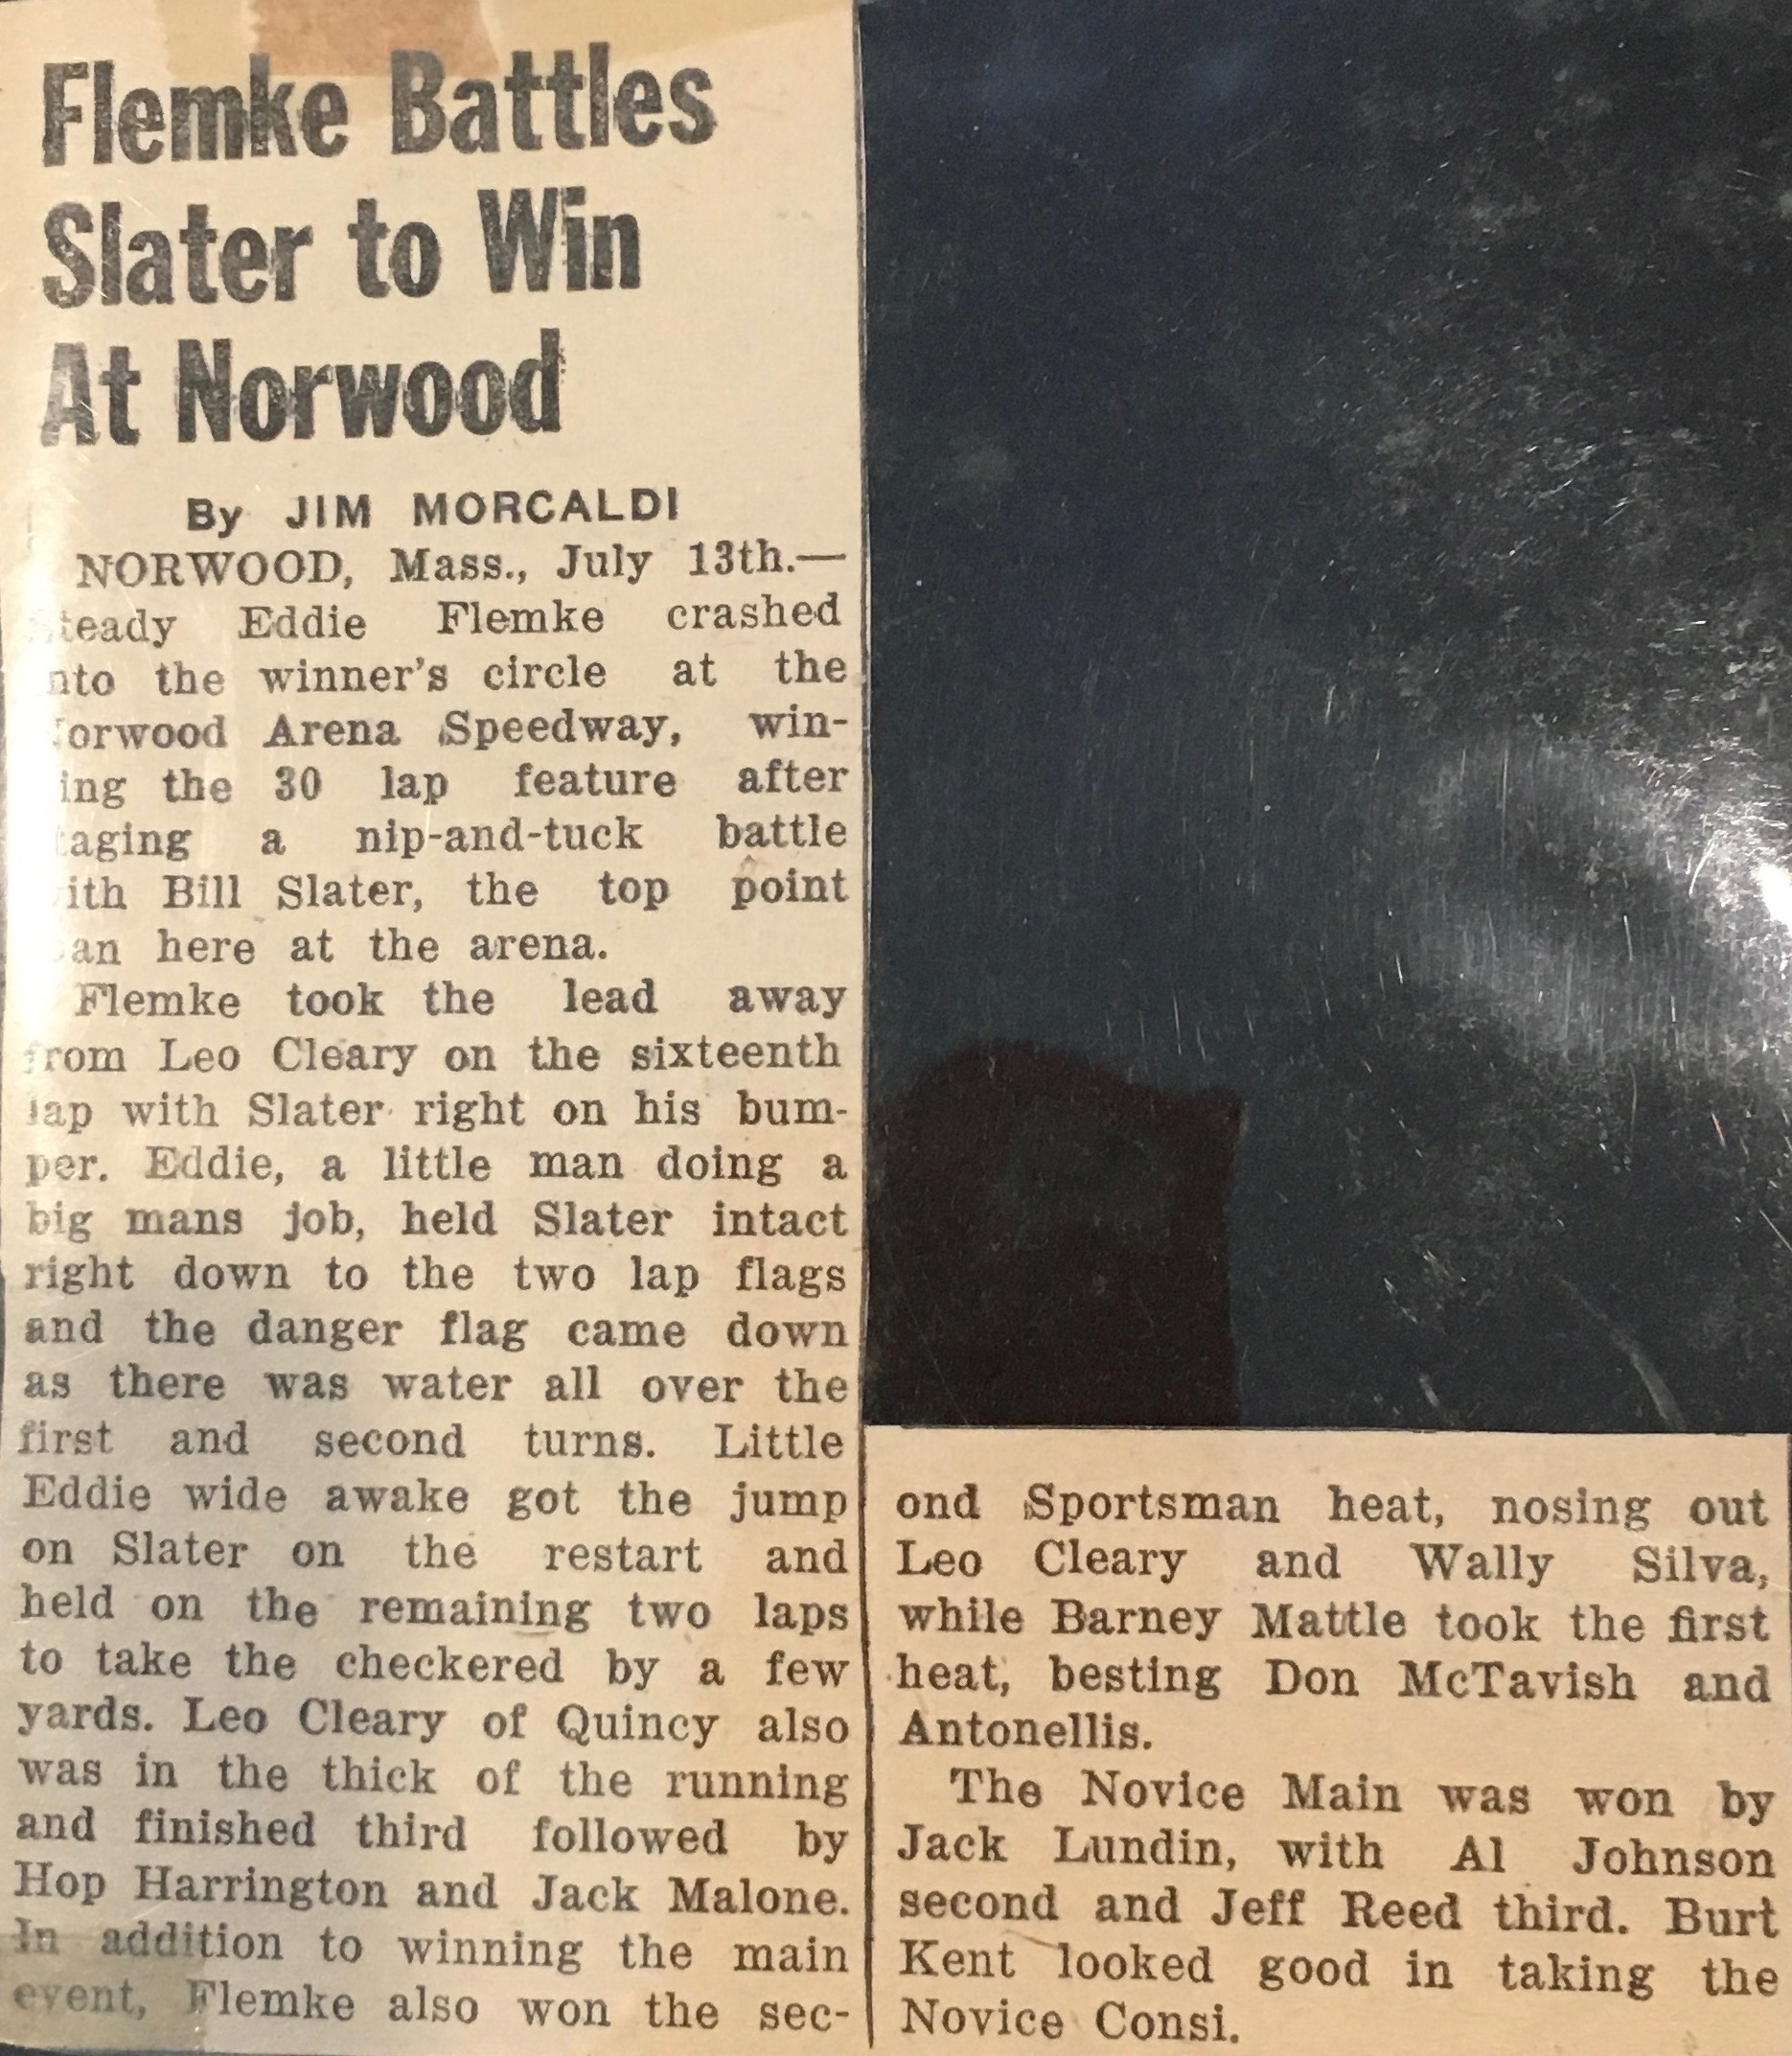 Flemke Battles
Slater to Win
At Norwood
By JIM MORCALDI
NORWOOD, Mass., July 13th.—
Steady Eddie Flemke crashed
into the winner's circle at the
Norwood Arena Speedway, win-
ning the 30 lap feature after
staging a nip-and-tuck battle
with Bill Slater, the top point
man here at the arena.
Flemke took the lead away
from Leo Cleary on the sixteenth
lap with Slater right on his bum-
per. Eddie, a little man doing a
big mans job, held Slater intact
right down to the two lap flags
and the danger flag came down
as there was water all over the
first and second turns. Little
Eddie wide awake got the jump
on Slater on the restart and
held on the remaining two laps
to take the checkered by a few
yards. Leo Cleary of Quincy also
was in the thick of the running
and finished third followed by
Hop Harrington and Jack Malone.
In addition to winning the main
event, Flemke also won the sec-
ond Sportsman heat, nosing out
Leo Cleary and Wally Silva,
while Barney Mattle took the first
heat, besting Don McTavish and
Antonellis.
The Novice Main was won by
Jack Lundin, with Al Johnson
second and Jeff Reed third. Burt
Kent looked good in taking the
Novice Consi.